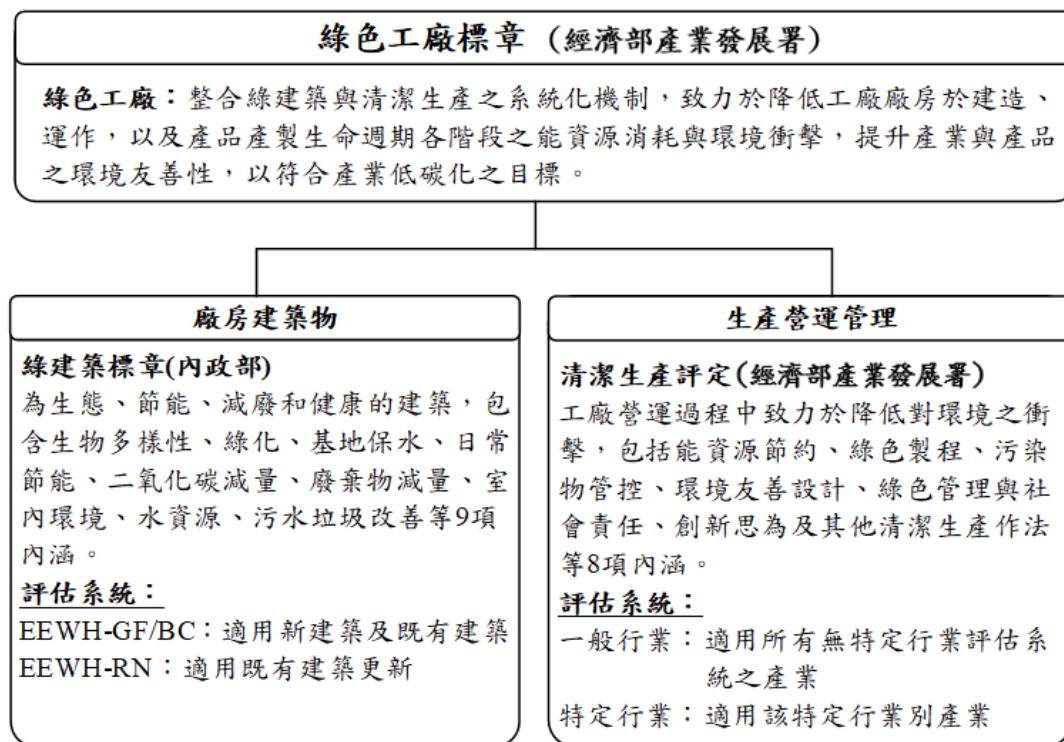 綠色工廠標章 (經濟部產業發展署)
綠色工廠：整合綠建築與清潔生產之系統化機制，致力於降低工廠廠房於建造、
運作，以及產品產製生命週期各階段之能資源消耗與環境衝擊，提升產業與產品
之環境友善性，以符合產業低碳化之目標。
廠房建築物
綠建築標章(內政部)
為生態、節能、減廢和健康的建築，包
含生物多樣性、綠化、基地保水、日常
節能、二氧化碳減量、廢棄物減量、室
內環境、水資源、污水垃圾改善等9項
內涵。
評估系統：
EEWH-GF/BC：適用新建築及既有建築
EEWH-RN：適用既有建築更新
生產營運管理
清潔生產評定(經濟部產業發展署)
工廠營運過程中致力於降低對環境之衝
擊，包括能資源節約、綠色製程、污染
物管控、環境友善設計、綠色管理與社
會責任、創新思為及其他清潔生產作法
等8項內涵。
評估系統：
一般行業：適用所有無特定行業評估系
統之產業
特定行業：適用該特定行業別產業